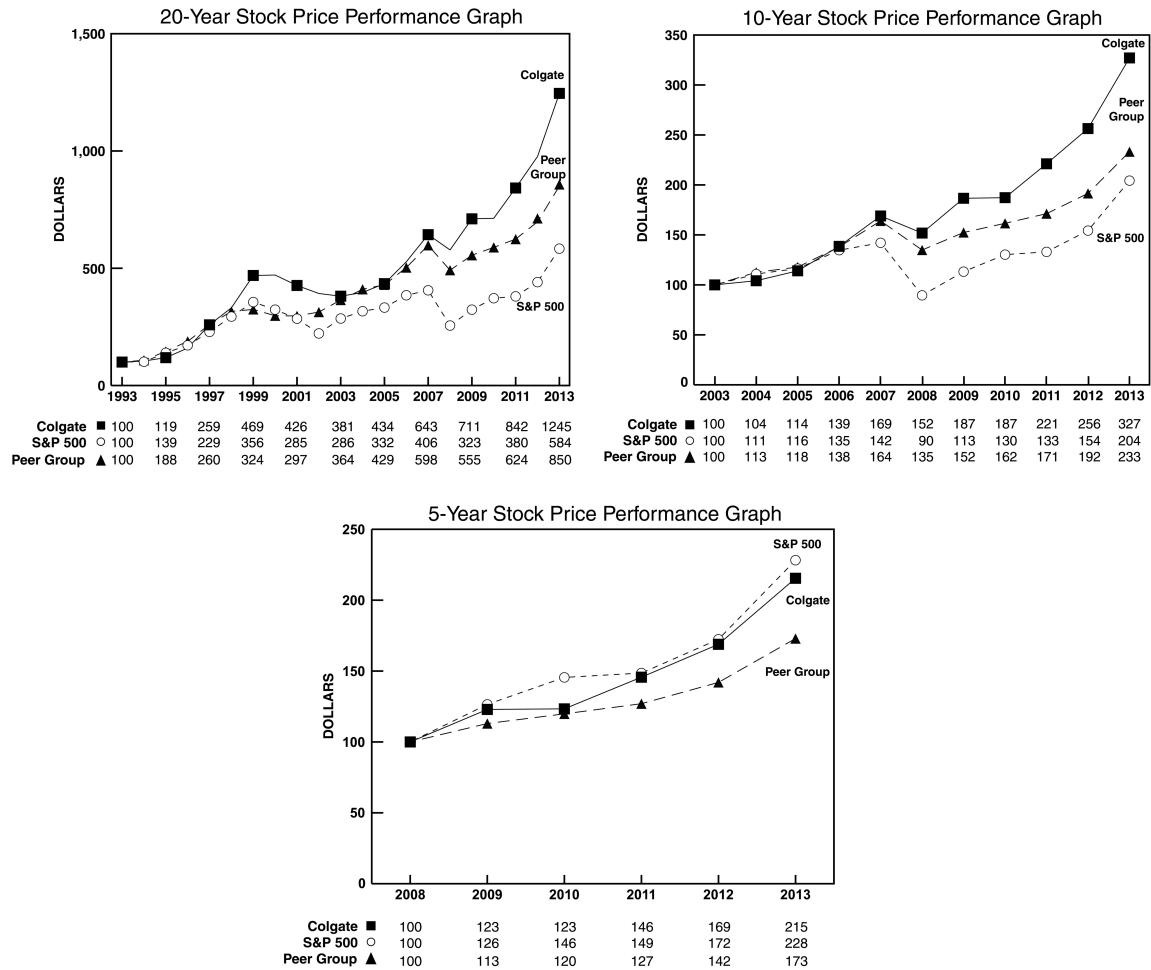 20-Year Stock Price Performance Graph
1,500
1,000
500
0
DOLLARS
Colgate
Peer
Group
S&P 500
1993 1995 1997 1999 2001 2003 2005 2007 2009 2011 2013
Colgate 100 119 259 469 426 381 434 643 711 842 1245
S&P 500 100 139 229 356 285 286 332 406 323 380 584
Peer Group 100 188 260 324 297 364 429 598 555 624 850
10-Year Stock Price Performance Graph
350
300
250
200
150
100
50
0
DOLLARS
Colgate
Peer
Group
S&P 500
2003 2004 2005 2006 2007 2008 2009 2010 2011 2012 2013
Colgate 100 104 114 139 169 152 187 187 221 256 327
S&P 500 100 111 116 135 142 90 113 130 133 154 204
Peer Group 100 113 118 138 164 135 152 162 171 192 233
5-Year Stock Price Performance Graph
250
200
150
100
50
0
DOLLARS
S&P 500
Colgate
Peer Group
2008 2009 2010 2011 2012 2013
Colgate 100 123 123 146 169 215
S&P 500 100 126 146 149 172 228
Peer Group 100 113 120 127 142 173